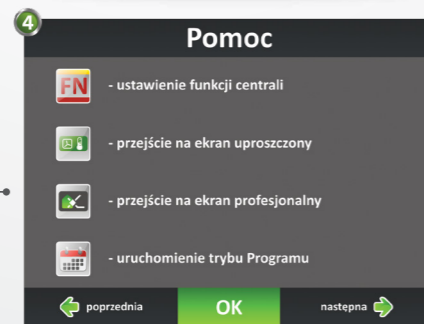 4
Pomoc
FN - ustawienie funkcji centrali
- przejście na ekran uproszczony
- przejście na ekran profesjonalny
- uruchomienie trybu Programu
poprzednia OK następna